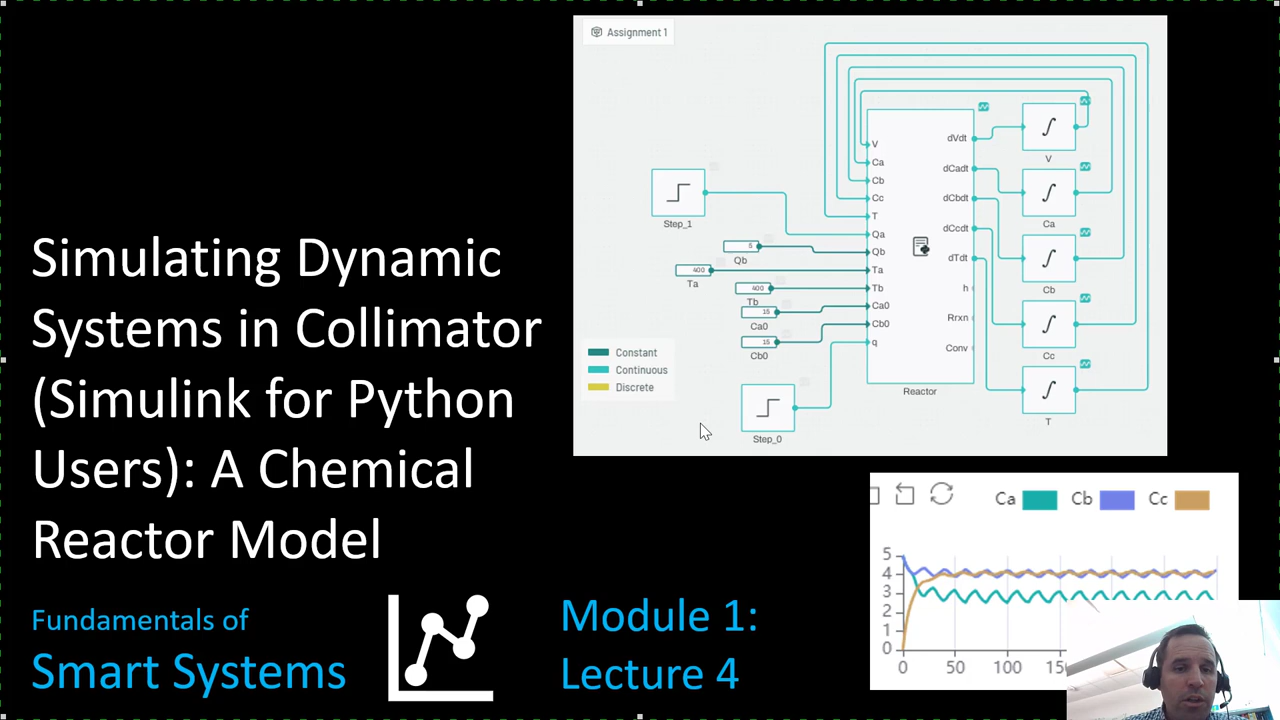 Assignment 1
V
Ca
Cb
Cc
T
Qa
Qb
Ta
Tb
Ca0
Cb0
q
dVdt
dCadt
dCbdt
dCcdt
dTdt
h
Rrxn
Conv
Reactor
Step_1
5
Qb
400
Ta
400
Tb
15
Ca0
15
Cb0
Step_0
∫
V
∫
Ca
∫
Cb
∫
Cc
∫
T
Constant
Continuous
Discrete
Simulating Dynamic
Systems in Collimator
(Simulink for Python
Users): A Chemical
Reactor Model
Fundamentals of
Smart Systems
Module 1:
Lecture 4
Ca Cb Cc
5
4
3
2
1
0
0 50 100